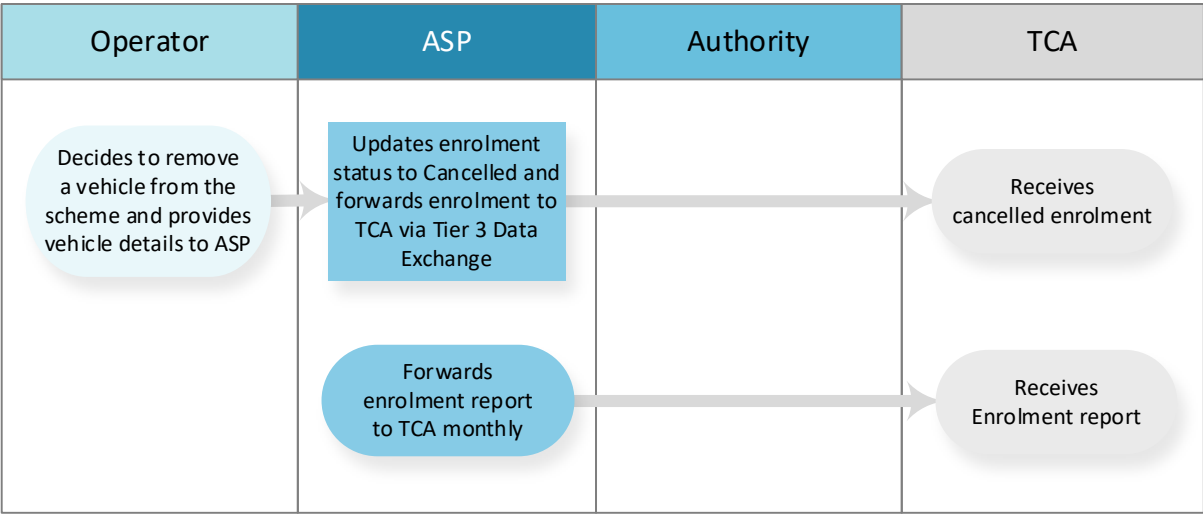 Operator
ASP
Authority
TCA
Decides to remove
a vehicle from the
scheme and provides
vehicle details to ASP
Updates enrolment
status to Cancelled and
forwards enrolment to
TCA via Tier 3 Data
Exchange
Receives
cancelled enrolment
Forwards
enrolment report
to TCA monthly
Receives
Enrolment report